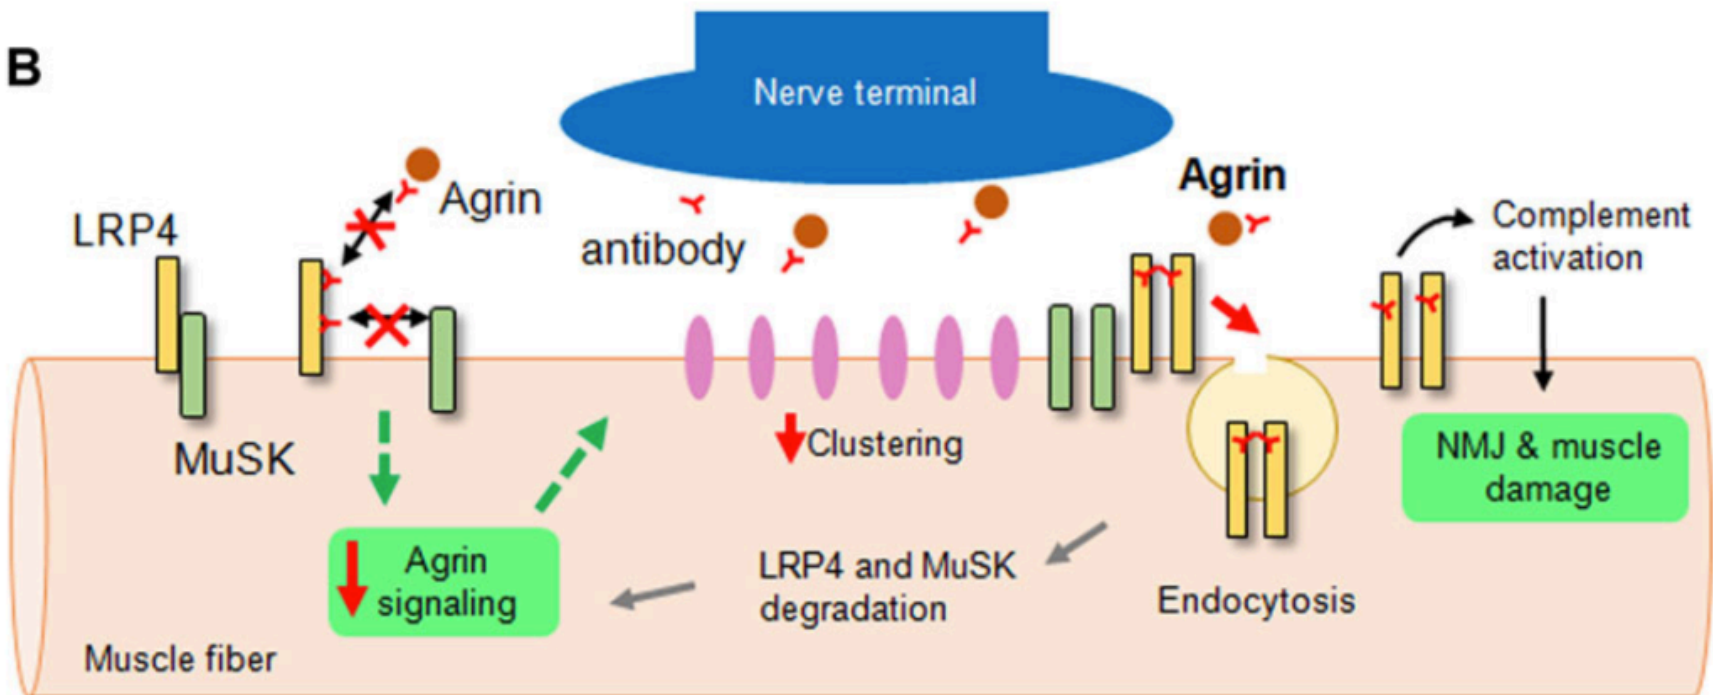 B
Nerve terminal
Agrin
LRP4
antibody
Agrin
Complement
activation
MuSK
Clustering
NMJ & muscle
damage
Agrin
signaling
LRP4 and MuSK
degradation
Endocytosis
Muscle fiber